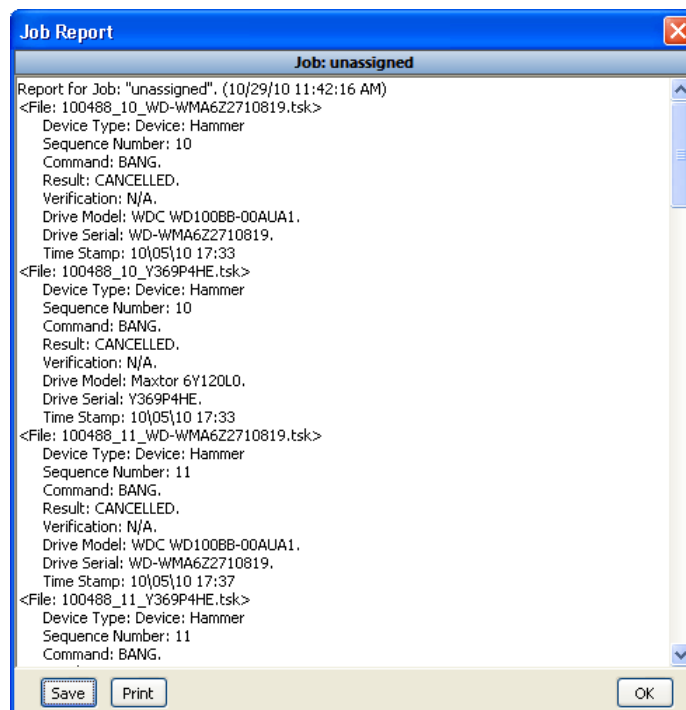 Job Report
Job: unassigned
Report for Job: "unassigned". (10/29/10 11:42:16 AM)
<File: 100488_10_WD-WMA6Z2710819.tsk>
Device Type: Device: Hammer
Sequence Number: 10
Command: BANG.
Result: CANCELLED.
Verification: N/A.
Drive Model: WDC WD100BB-00AUA1.
Drive Serial: WD-WMA6Z2710819.
Time Stamp: 10\05\10 17:33
<File: 100488_10_Y369P4HE.tsk>
Device Type: Device: Hammer
Sequence Number: 10
Command: BANG.
Result: CANCELLED.
Verification: N/A.
Drive Model: Maxtor 6Y120L0.
Drive Serial: Y369P4HE.
Time Stamp: 10\05\10 17:33
<File: 100488_11_WD-WMA6Z2710819.tsk>
Device Type: Device: Hammer
Sequence Number: 11
Command: BANG.
Result: CANCELLED.
Verification: N/A.
Drive Model: WDC WD100BB-00AUA1.
Drive Serial: WD-WMA6Z2710819.
Time Stamp: 10\05\10 17:37
<File: 100488_11_Y369P4HE.tsk>
Device Type: Device: Hammer
Sequence Number: 11
Command: BANG.
Save Print OK